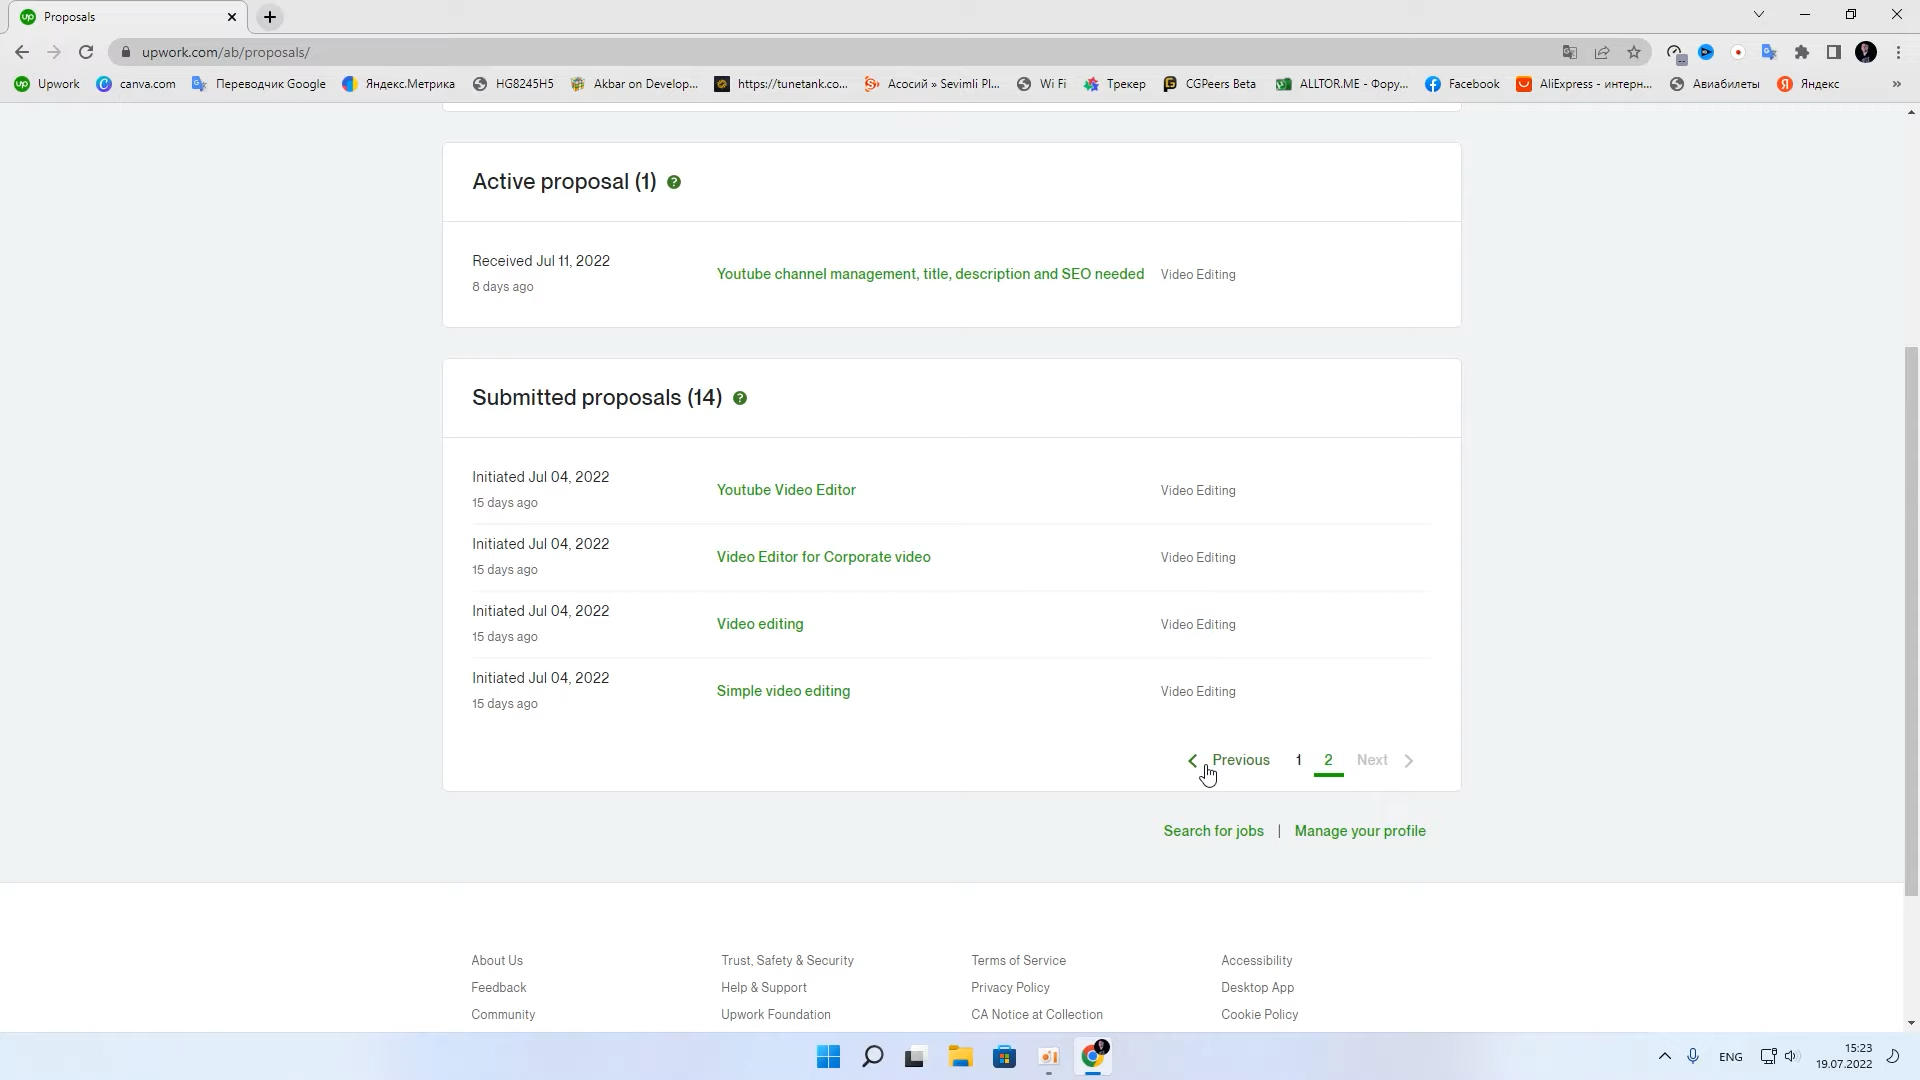 Proposals
upwork.com/ab/proposals/
Upwork canva.com Переводчик Google Яндекс.Метрика HG8245H5 Akbar on Develop... https://tunetank.co... Асосий » Sevimli Pl... Wi Fi Трекер CGPeers Beta ALLTOR.ME - Фору... Facebook AliExpress - интерн... Авиабилеты Яндекс »
Active proposal (1) ?
Received Jul 11, 2022
8 days ago
Youtube channel management, title, description and SEO needed
Video Editing
Submitted proposals (14) ?
Initiated Jul 04, 2022
15 days ago
Youtube Video Editor
Video Editing
Initiated Jul 04, 2022
15 days ago
Video Editor for Corporate video
Video Editing
Initiated Jul 04, 2022
15 days ago
Video editing
Video Editing
Initiated Jul 04, 2022
15 days ago
Simple video editing
Video Editing
Previous 1 2 Next
Search for jobs | Manage your profile
About Us
Feedback
Community
Trust, Safety & Security
Help & Support
Upwork Foundation
Terms of Service
Privacy Policy
CA Notice at Collection
Accessibility
Desktop App
Cookie Policy
ENG
15:23
19.07.2022